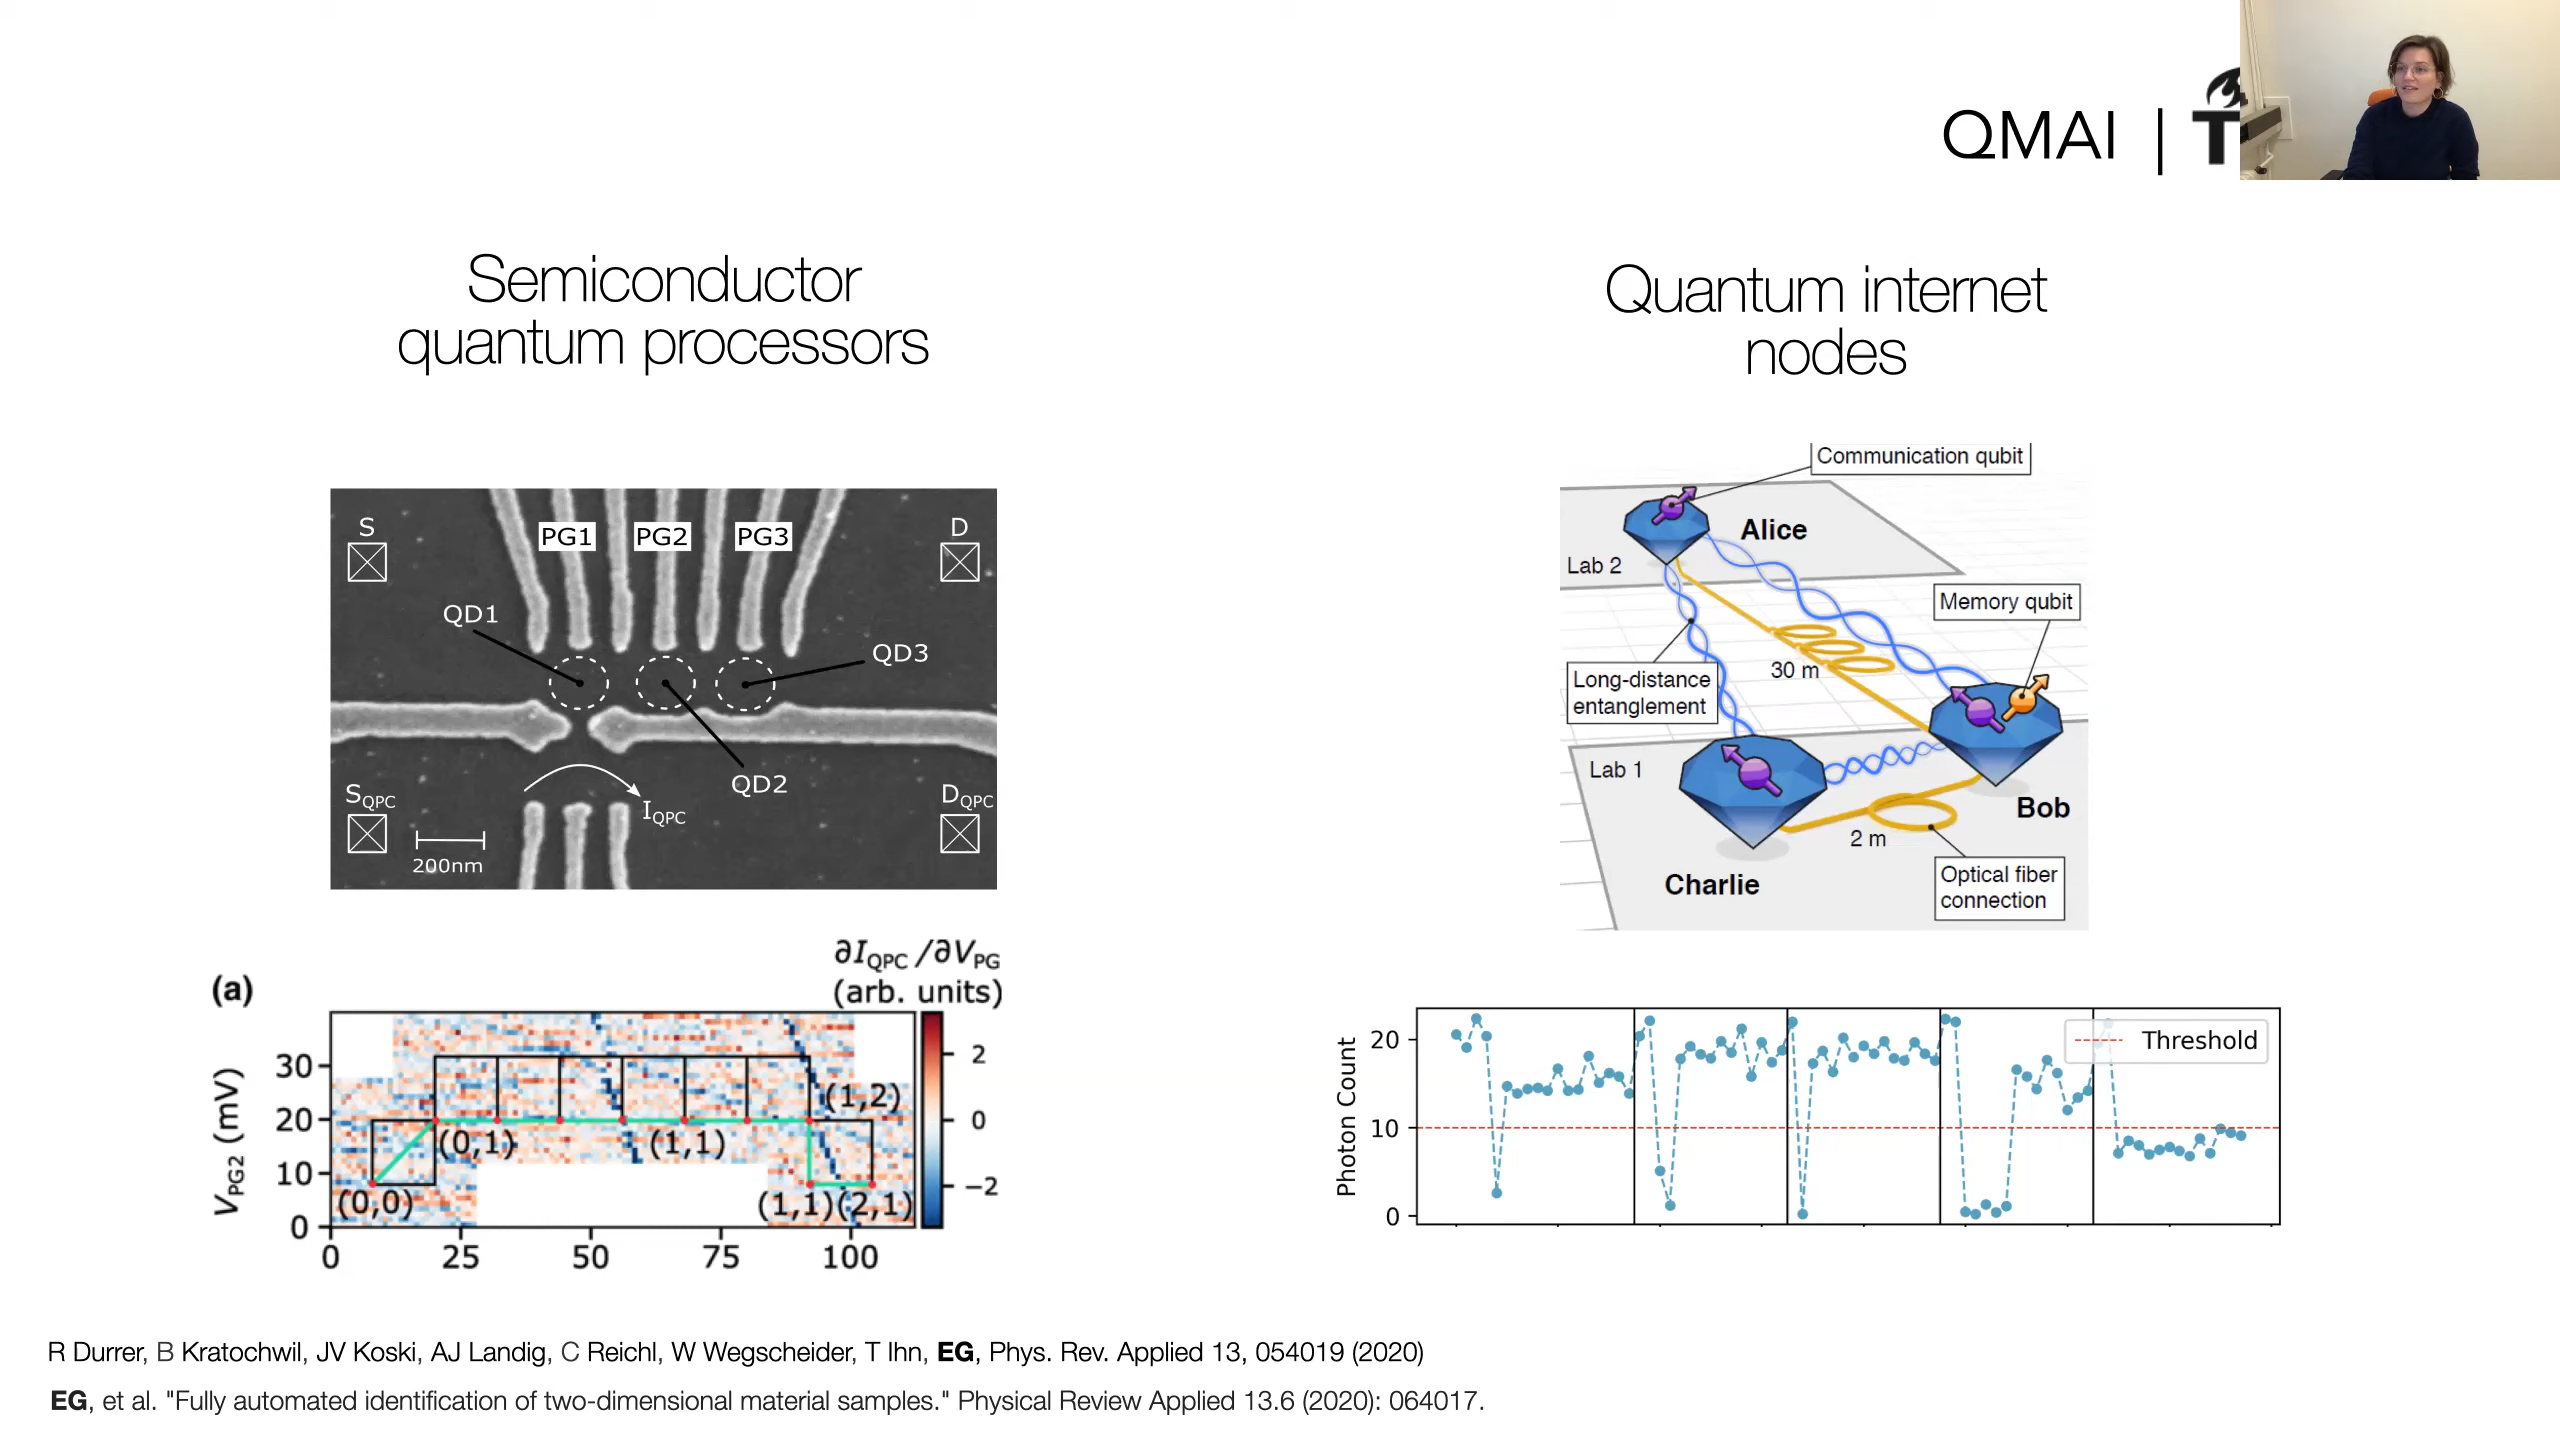 QMAI | T
Semiconductor
quantum processors
Quantum internet
nodes
S
PG1
PG2
PG3
D
QD1
QD3
QD2
IQPC
SQPC
DQPC
200nm
Communication qubit
Alice
Lab 2
Memory qubit
30 m
Long-distance
entanglement
Lab 1
Bob
2 m
Charlie
Optical fiber
connection
(a)
∂IQPC/∂VPG
(arb. units)
VPG2 (mV)
30
20
10
0
(0,0)
(0,1)
(1,1)
(1,2)
(1,1)
(2,1)
2
0
−2
0
25
50
75
100
Photon Count
20
10
0
Threshold
R Durrer, B Kratochwil, JV Koski, AJ Landig, C Reichl, W Wegscheider, T Ihn, EG, Phys. Rev. Applied 13, 054019 (2020)
EG, et al. "Fully automated identification of two-dimensional material samples." Physical Review Applied 13.6 (2020): 064017.